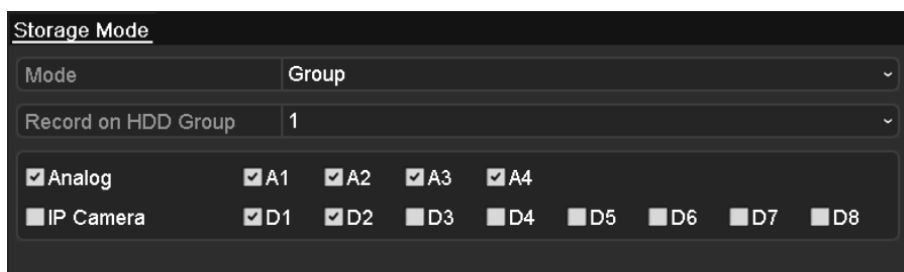 Storage Mode
Mode Group
Record on HDD Group 1
Analog A1 A2 A3 A4
IP Camera D1 D2 D3 D4 D5 D6 D7 D8